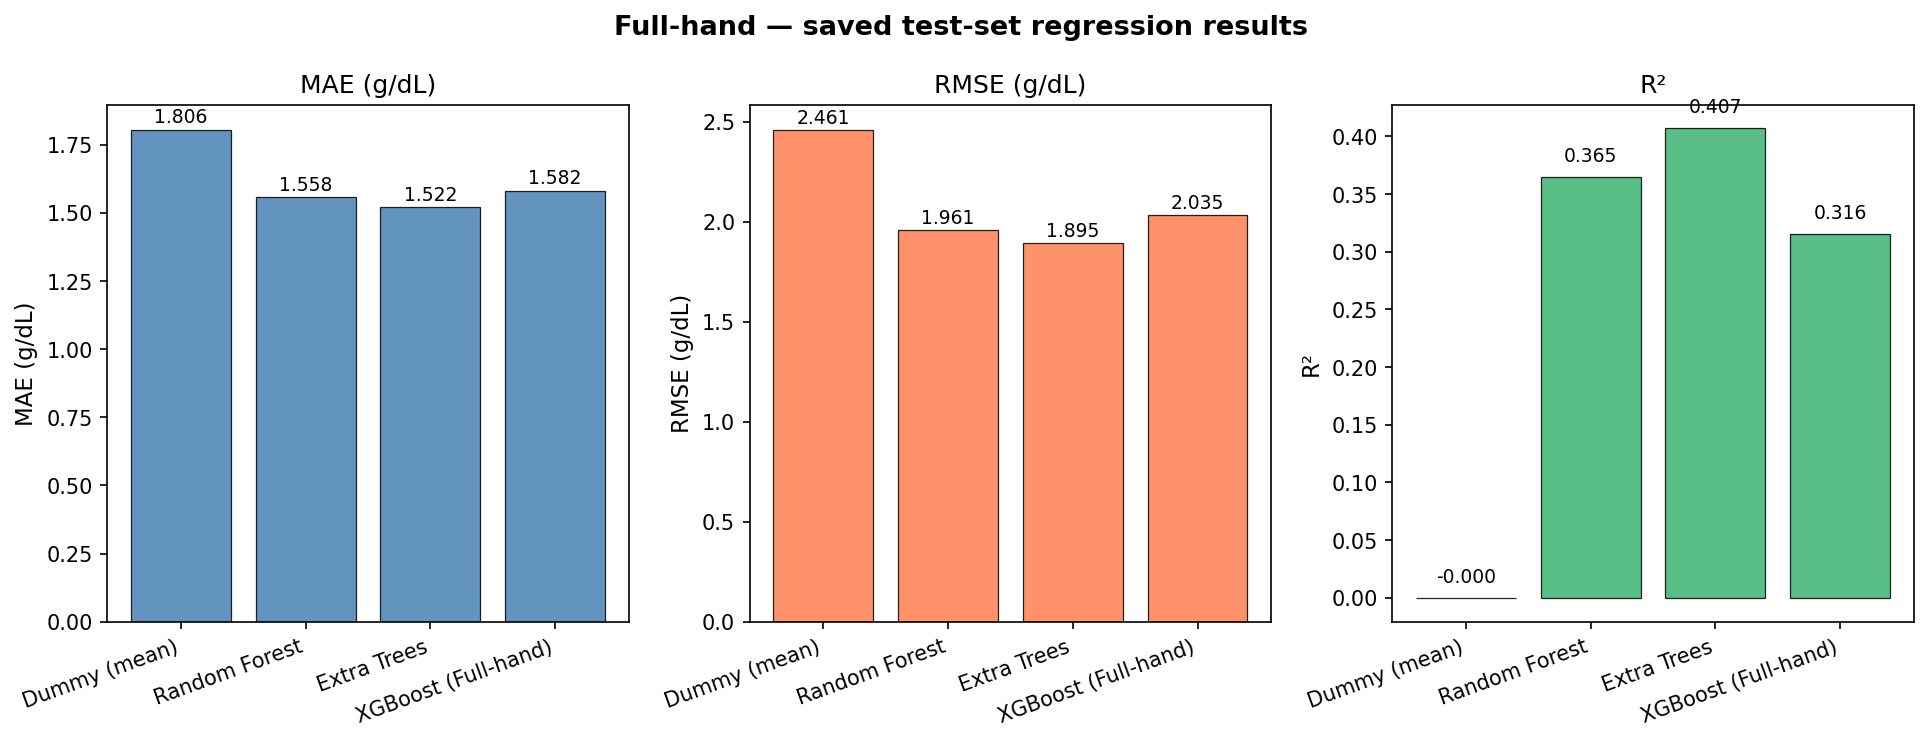 Full-hand — saved test-set regression results
MAE (g/dL)
MAE (g/dL)
1.75
1.50
1.25
1.00
0.75
0.50
0.25
0.00
1.806
1.558
1.522
1.582
Dummy (mean)
Random Forest
Extra Trees
XGBoost (Full-hand)
RMSE (g/dL)
RMSE (g/dL)
2.5
2.0
1.5
1.0
0.5
0.0
2.461
1.961
1.895
2.035
Dummy (mean)
Random Forest
Extra Trees
XGBoost (Full-hand)
R²
R²
0.40
0.35
0.30
0.25
0.20
0.15
0.10
0.05
0.00
-0.000
0.365
0.407
0.316
Dummy (mean)
Random Forest
Extra Trees
XGBoost (Full-hand)